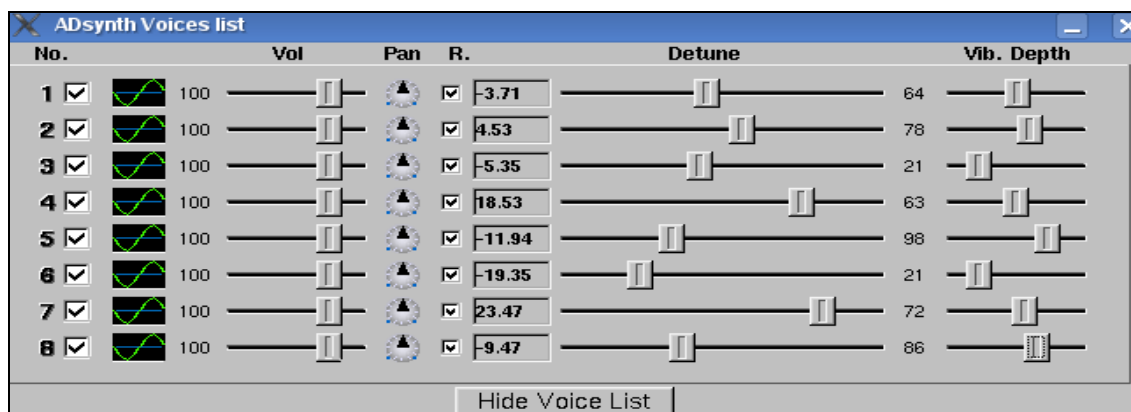 ADsynth Voices list
No. Vol Pan R. Detune Vib. Depth
1 100 -3.71 64
2 100 4.53 78
3 100 -5.35 21
4 100 18.53 63
5 100 -11.94 98
6 100 -19.35 21
7 100 23.47 72
8 100 -9.47 86
Hide Voice List